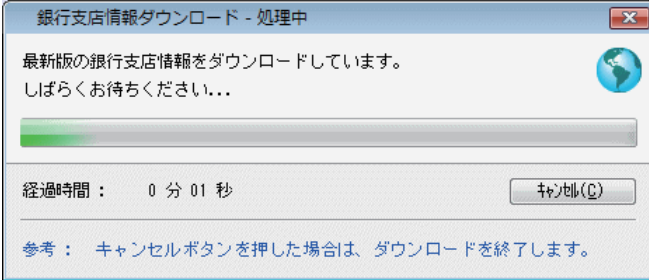 銀行支店情報ダウンロード - 処理中
最新版の銀行支店情報をダウンロードしています。
しばらくお待ちください...
経過時間： 0 分 01 秒
ｷｬﾝｾﾙ(C)
参考： キャンセルボタンを押した場合は、ダウンロードを終了します。